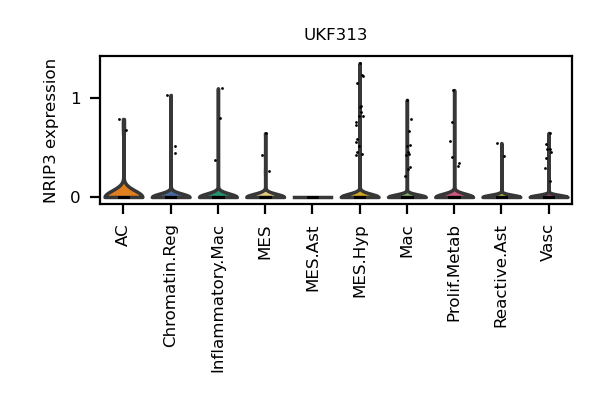 UKF313
NRIP3 expression
1
0
AC
Chromatin.Reg
Inflammatory.Mac
MES
MES.Ast
MES.Hyp
Mac
Prolif.Metab
Reactive.Ast
Vasc